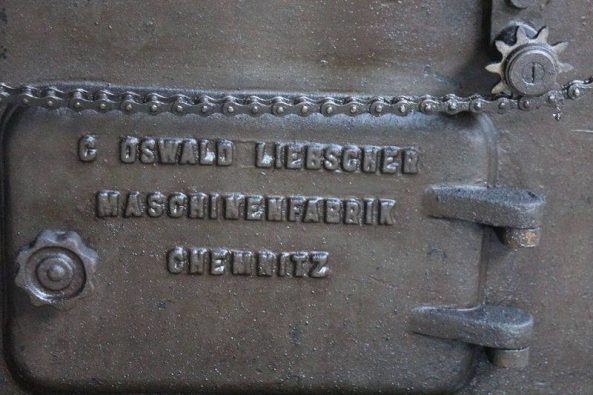 C OSWALD LIEBSCHER
MASCHINENFABRIK
CHEMNITZ